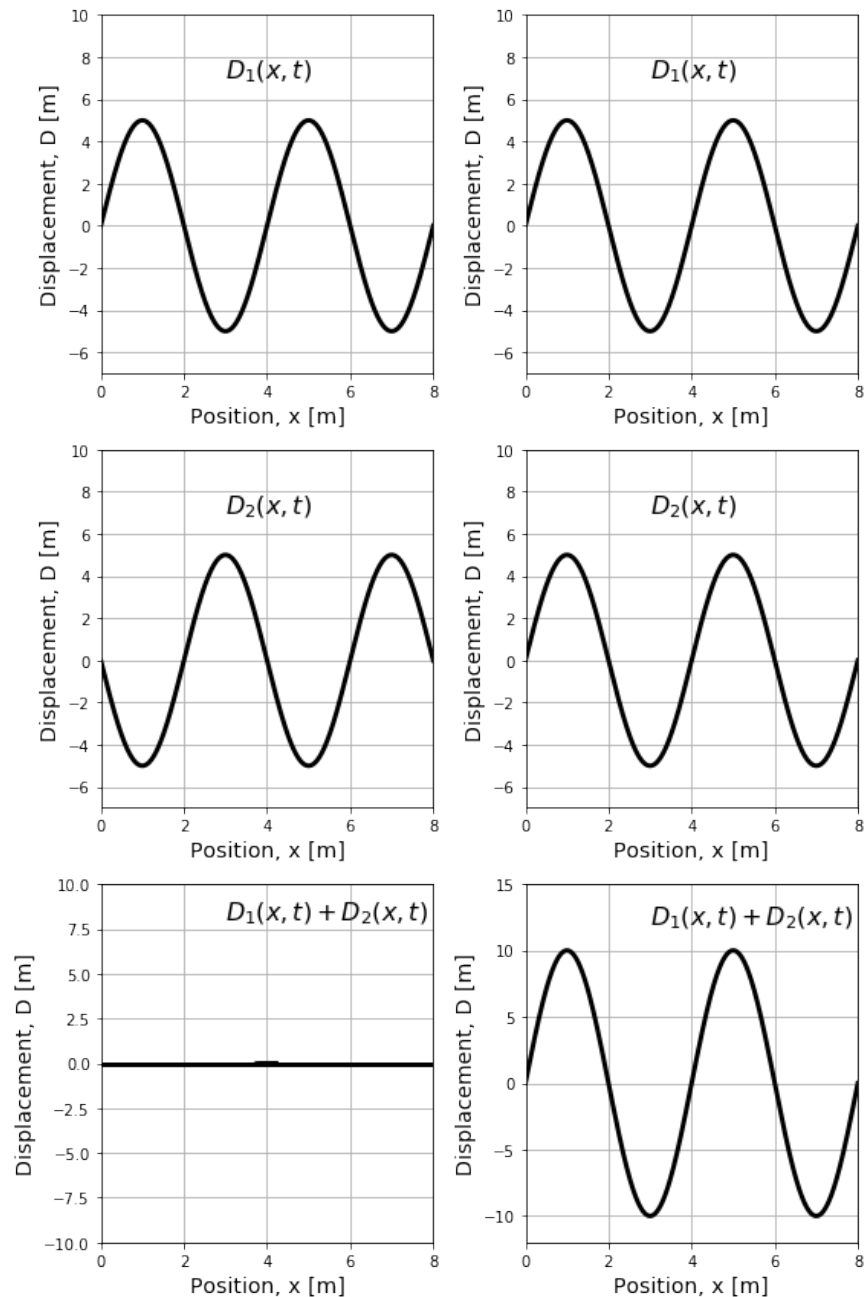 10
8
6
4
2
0
−2
−4
−6
Displacement, D [m]
D₁(x, t)
0 2 4 6 8
Position, x [m]
10
8
6
4
2
0
−2
−4
−6
Displacement, D [m]
D₁(x, t)
0 2 4 6 8
Position, x [m]
10
8
6
4
2
0
−2
−4
−6
Displacement, D [m]
D₂(x, t)
0 2 4 6 8
Position, x [m]
10
8
6
4
2
0
−2
−4
−6
Displacement, D [m]
D₂(x, t)
0 2 4 6 8
Position, x [m]
10.0
7.5
5.0
2.5
0.0
−2.5
−5.0
−7.5
−10.0
Displacement, D [m]
D₁(x, t) + D₂(x, t)
0 2 4 6 8
Position, x [m]
15
10
5
0
−5
−10
Displacement, D [m]
D₁(x, t) + D₂(x, t)
0 2 4 6 8
Position, x [m]